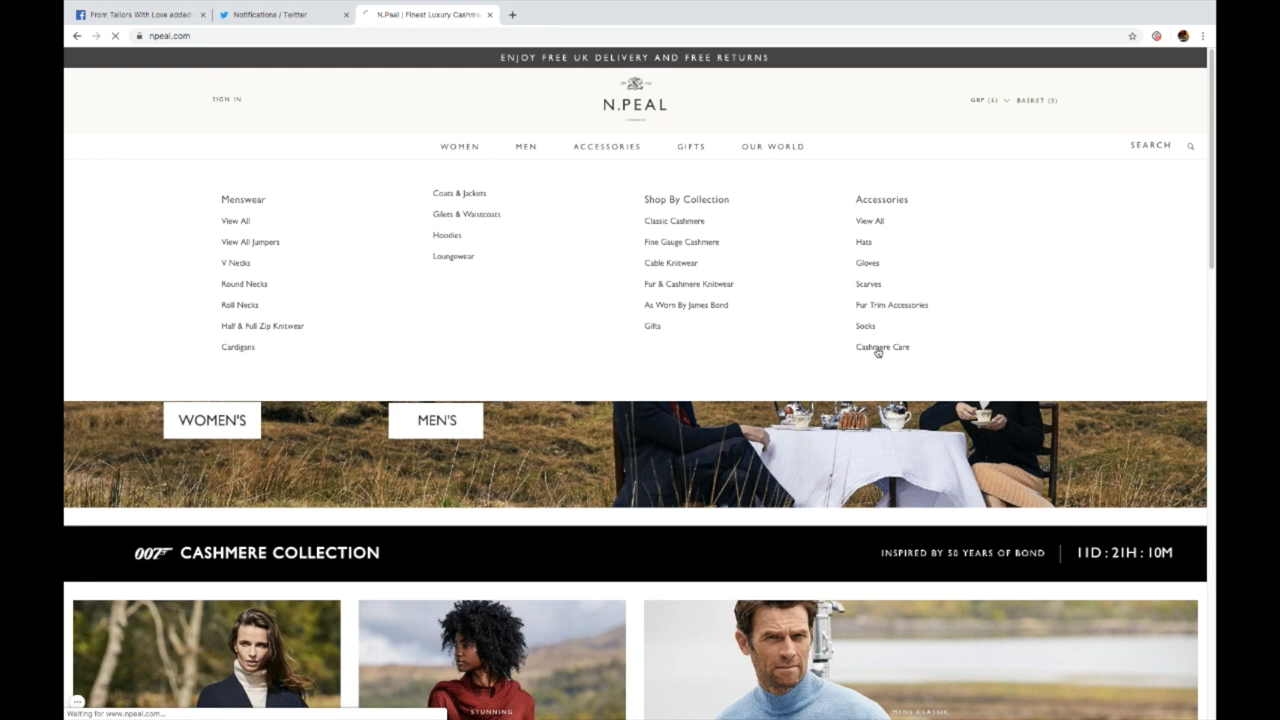 From Tailors With Love added
Notifications / Twitter
N.Peal | Finest Luxury Cashme
npeal.com
ENJOY FREE UK DELIVERY AND FREE RETURNS
SIGN IN
N.PEAL
GBP (£)
BASKET (0)
WOMEN
MEN
ACCESSORIES
GIFTS
OUR WORLD
SEARCH
Menswear
View All
View All Jumpers
V Necks
Round Necks
Roll Necks
Half & Full Zip Knitwear
Cardigans
Coats & Jackets
Gilets & Waistcoats
Hoodies
Loungewear
Shop By Collection
Classic Cashmere
Fine Gauge Cashmere
Cable Knitwear
Fur & Cashmere Knitwear
As Worn By James Bond
Gifts
Accessories
View All
Hats
Gloves
Scarves
Fur Trim Accessories
Socks
Cashmere Care
WOMEN'S
MEN'S
007 CASHMERE COLLECTION
INSPIRED BY 50 YEARS OF BOND
11D : 21H : 10M
STUNNING
MENS CLASSIC
Waiting for www.npeal.com...